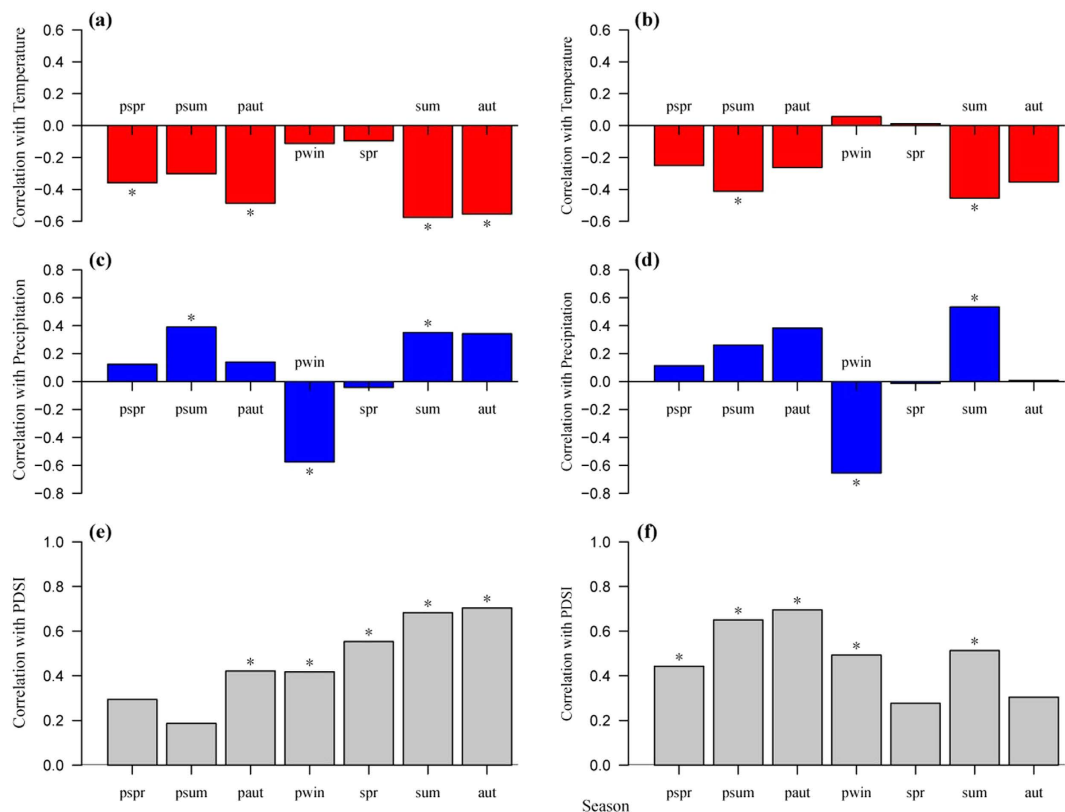 (a)
Correlation with Temperature
0.6
0.4
0.2
0.0
−0.2
−0.4
−0.6
pspr psum paut sum aut
pwin spr
* * * *
(b)
Correlation with Temperature
0.6
0.4
0.2
0.0
−0.2
−0.4
−0.6
pspr psum paut sum aut
pwin spr
* *
(c)
Correlation with Precipitation
0.8
0.6
0.4
0.2
0.0
−0.2
−0.4
−0.6
−0.8
* *
pwin
pspr psum paut spr sum aut
*
(d)
Correlation with Precipitation
0.8
0.6
0.4
0.2
0.0
−0.2
−0.4
−0.6
−0.8
*
pwin
pspr psum paut spr sum aut
*
(e)
Correlation with PDSI
1.0
0.8
0.6
0.4
0.2
0.0
* * * * *
pspr psum paut pwin spr sum aut
(f)
Correlation with PDSI
1.0
0.8
0.6
0.4
0.2
0.0
* * * * *
pspr psum paut pwin spr sum aut
Season